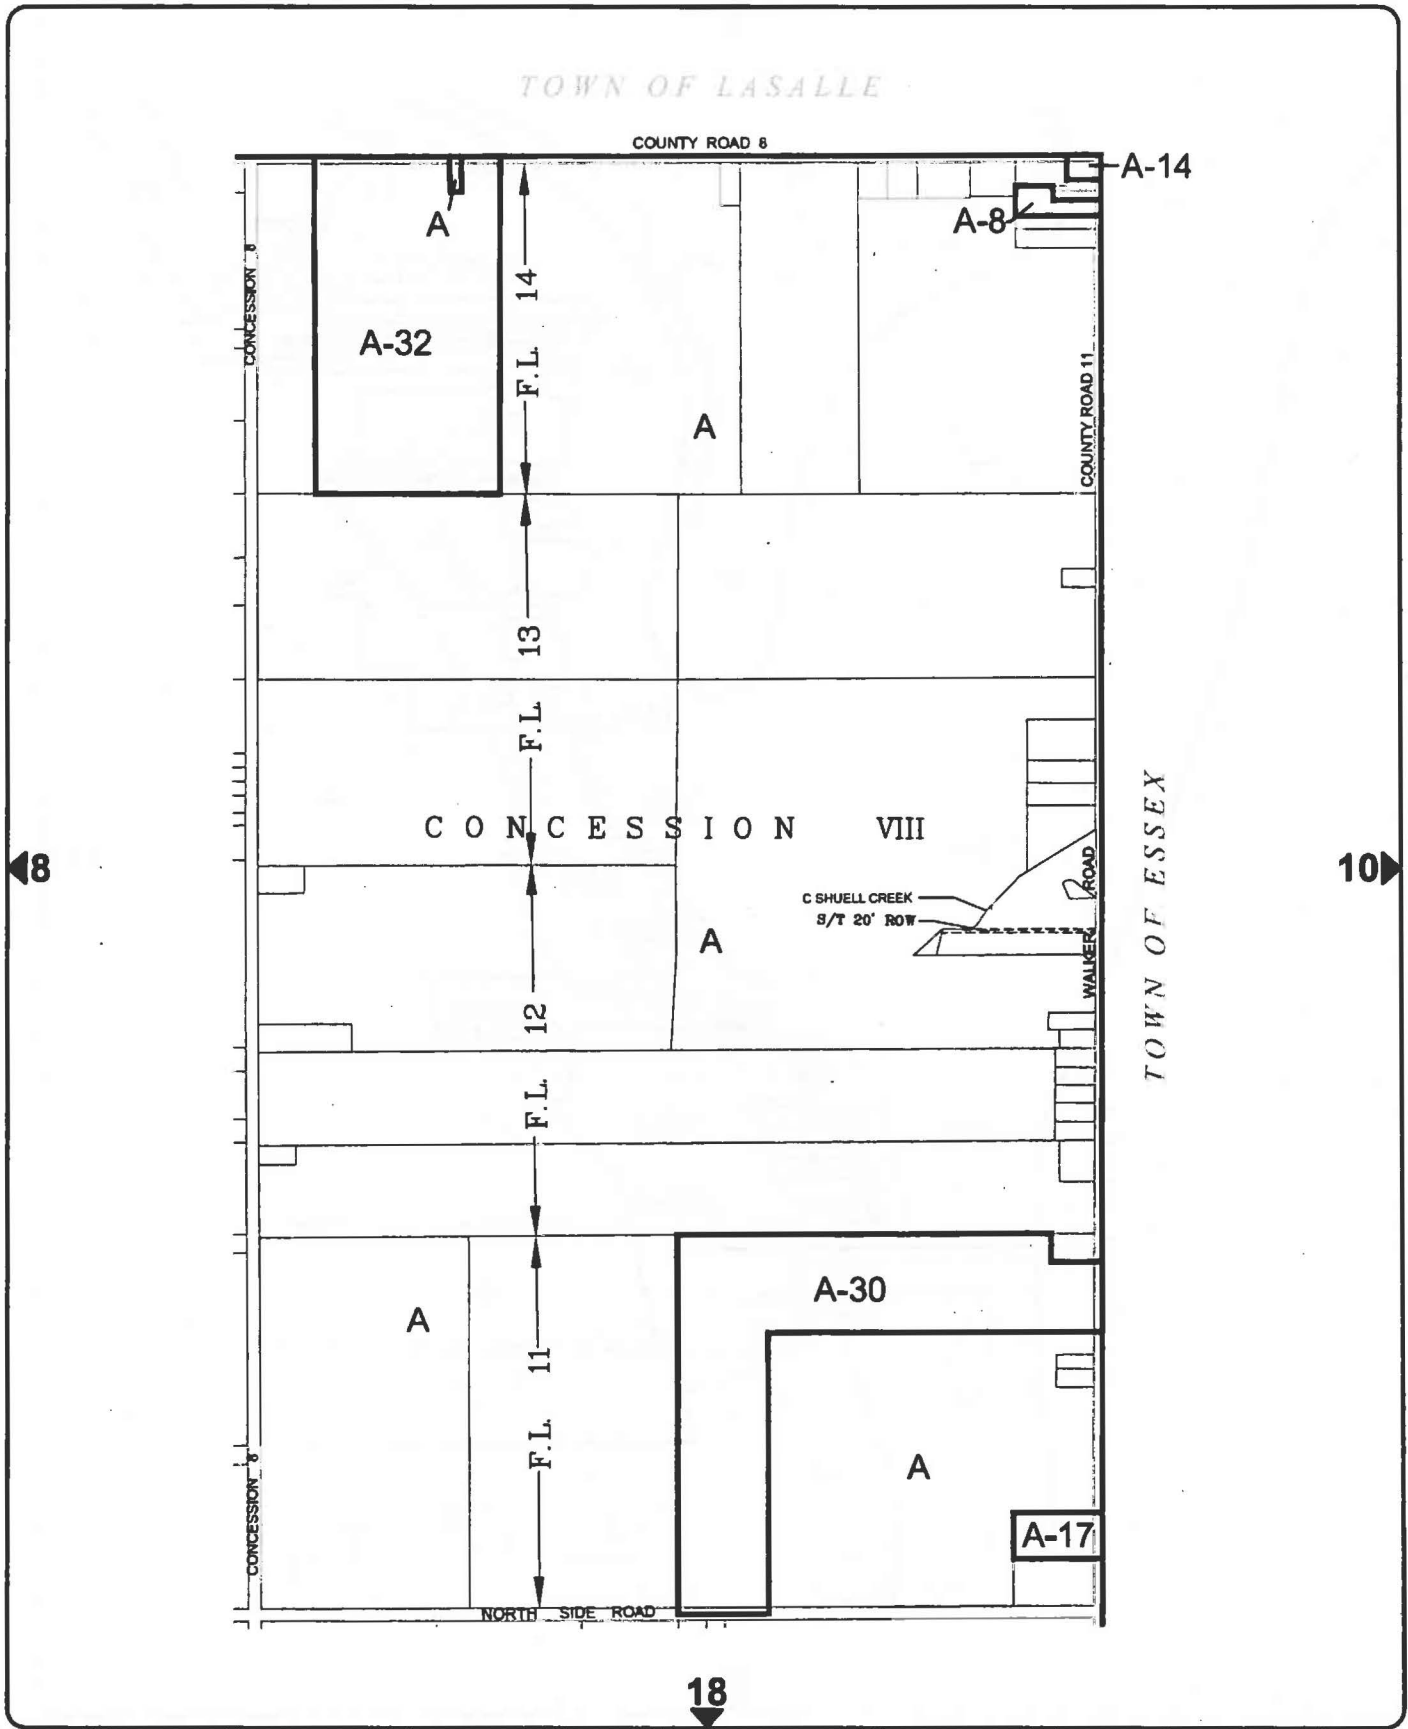 TOWN OF LASALLE
COUNTY ROAD 8
A-14
A
A-8
CONCESSION 8
14
A-32
F.L.
COUNTY ROAD 11
A
13
F.L.
CONCESSION VIII
TOWN OF ESSEX
8
10
C SHUELL CREEK
S/T 20' ROW
WALKER ROAD
A
12
F.L.
A-30
A
11
F.L.
A
CONCESSION 8
A-17
NORTH SIDE ROAD
18